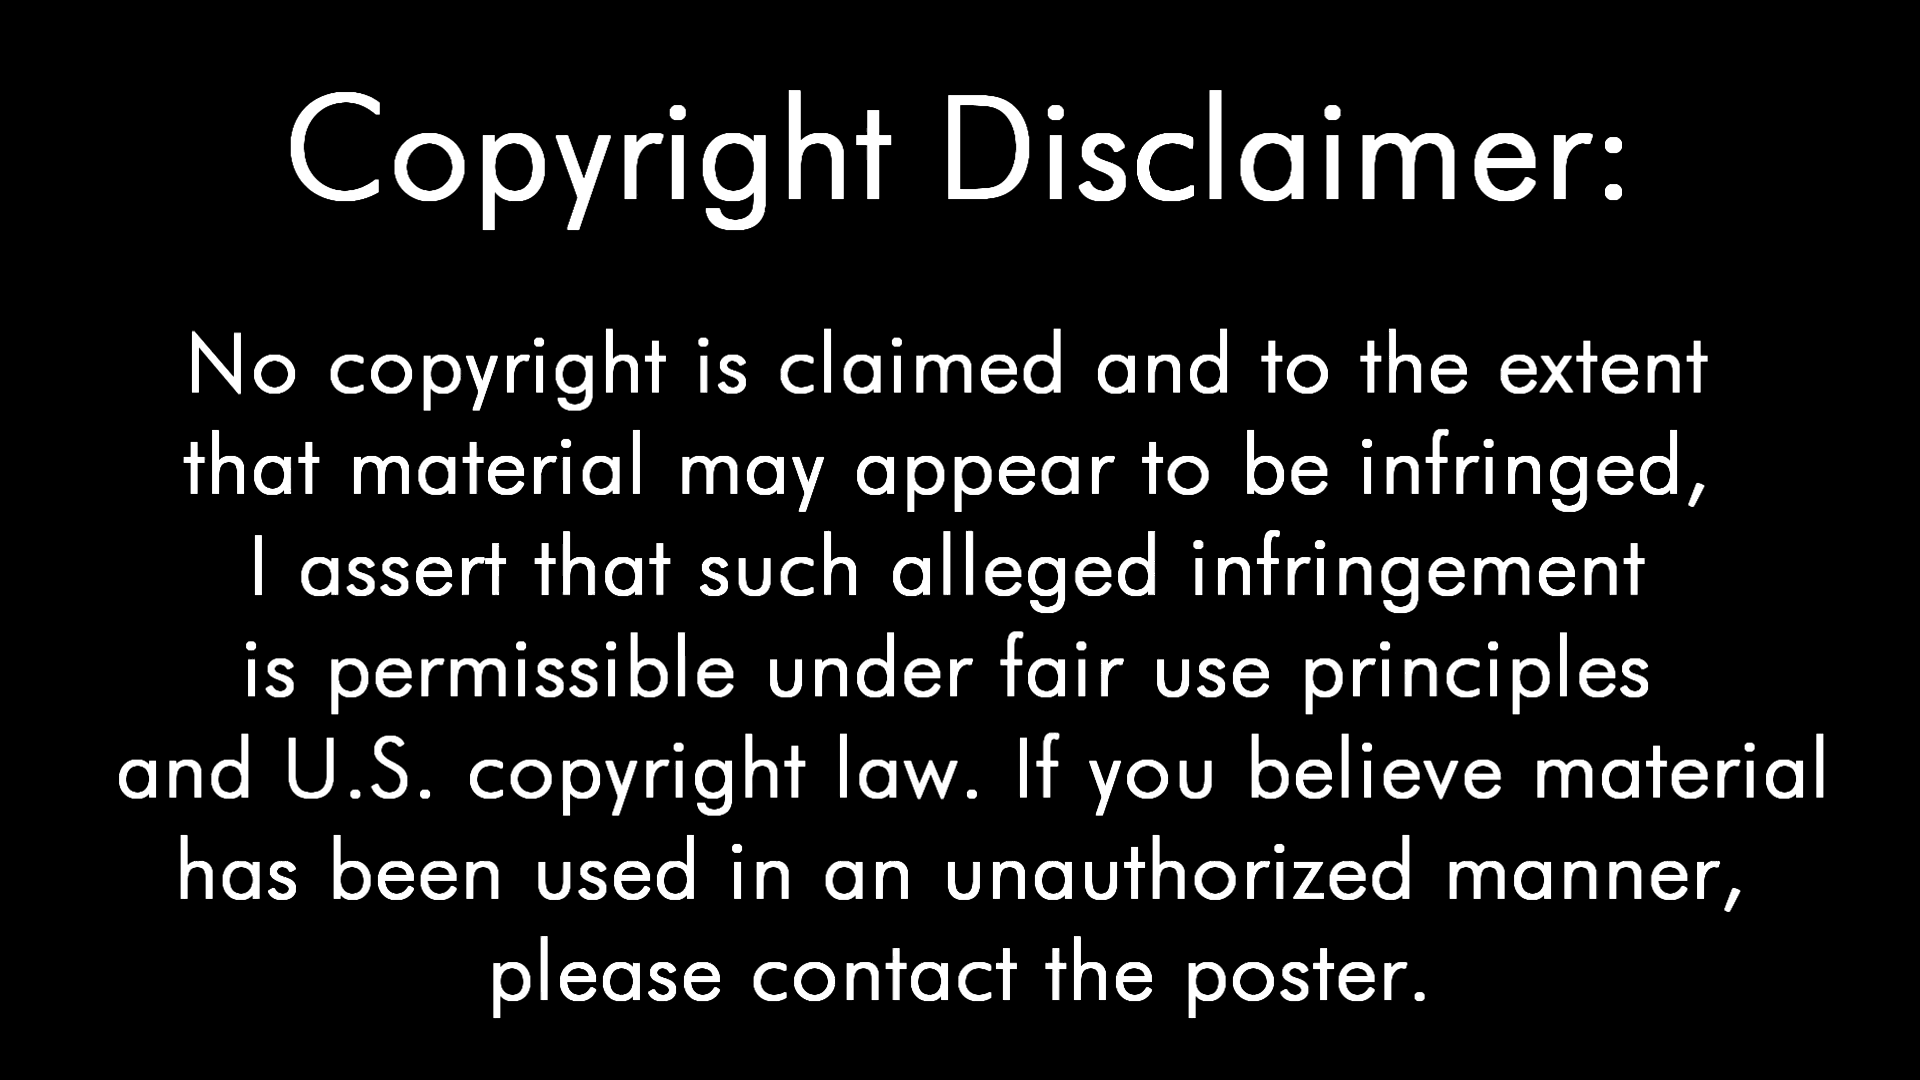 Copyright Disclaimer:
No copyright is claimed and to the extent
that material may appear to be infringed,
I assert that such alleged infringement
is permissible under fair use principles
and U.S. copyright law. If you believe material
has been used in an unauthorized manner,
please contact the poster.